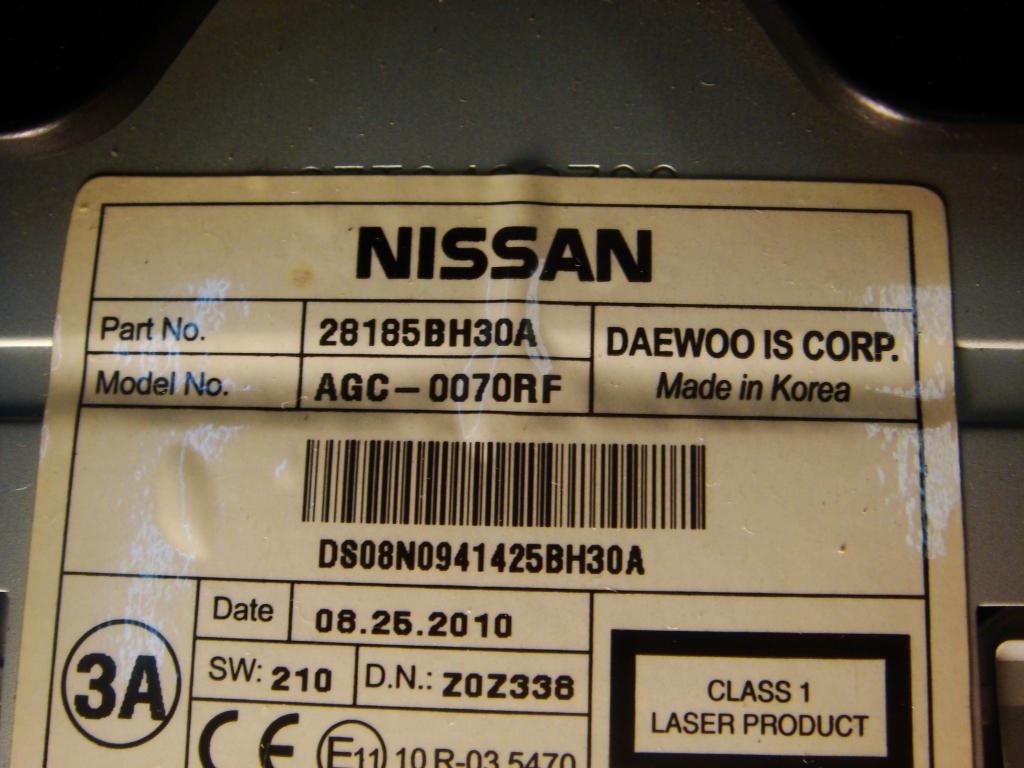 NISSAN
Part No. 28185BH30A
DAEWOO IS CORP.
Model No. AGC-0070RF
Made in Korea
DS08N0941425BH30A
Date 08.25.2010
3A
SW: 210 D.N.: Z0Z338
CLASS 1
LASER PRODUCT
CE E11 10 R-03 5470